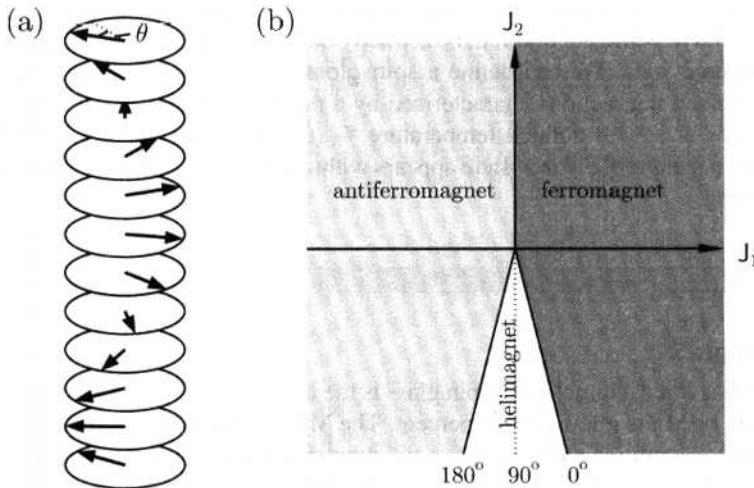 (a)
θ
(b)
J₂
antiferromagnet
ferromagnet
J₁
helimagnet
180°
90°
0°